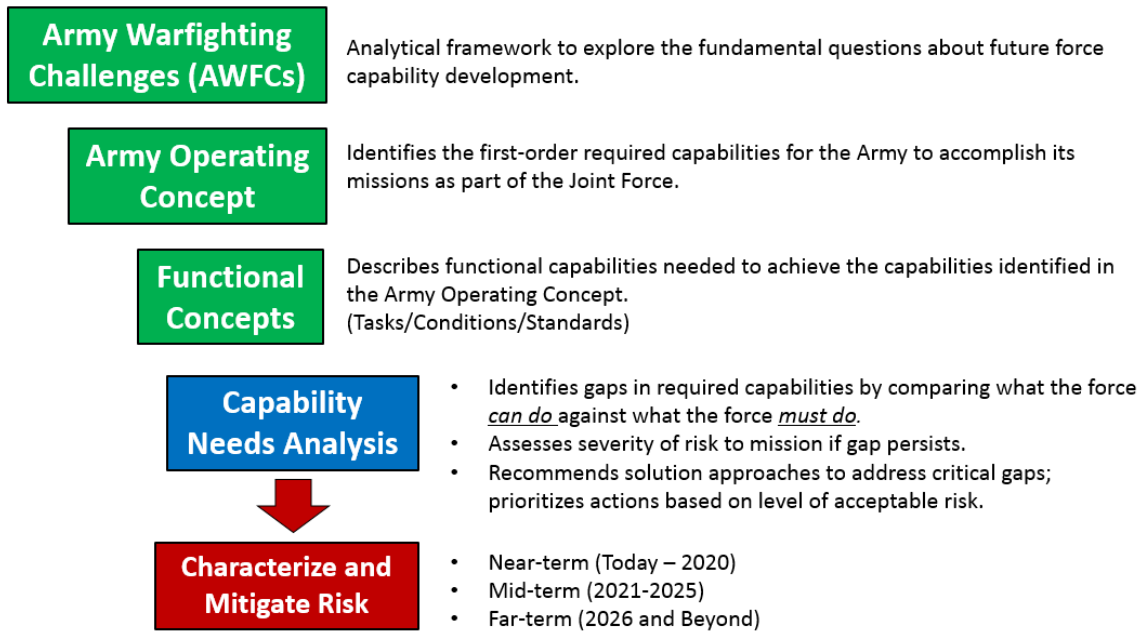 Army Warfighting
Challenges (AWFCs)
Analytical framework to explore the fundamental questions about future force
capability development.
Army Operating
Concept
Identifies the first-order required capabilities for the Army to accomplish its
missions as part of the Joint Force.
Functional
Concepts
Describes functional capabilities needed to achieve the capabilities identified in
the Army Operating Concept.
(Tasks/Conditions/Standards)
Capability
Needs Analysis
• Identifies gaps in required capabilities by comparing what the force
can do against what the force must do.
• Assesses severity of risk to mission if gap persists.
• Recommends solution approaches to address critical gaps;
prioritizes actions based on level of acceptable risk.
Characterize and
Mitigate Risk
• Near-term (Today – 2020)
• Mid-term (2021-2025)
• Far-term (2026 and Beyond)